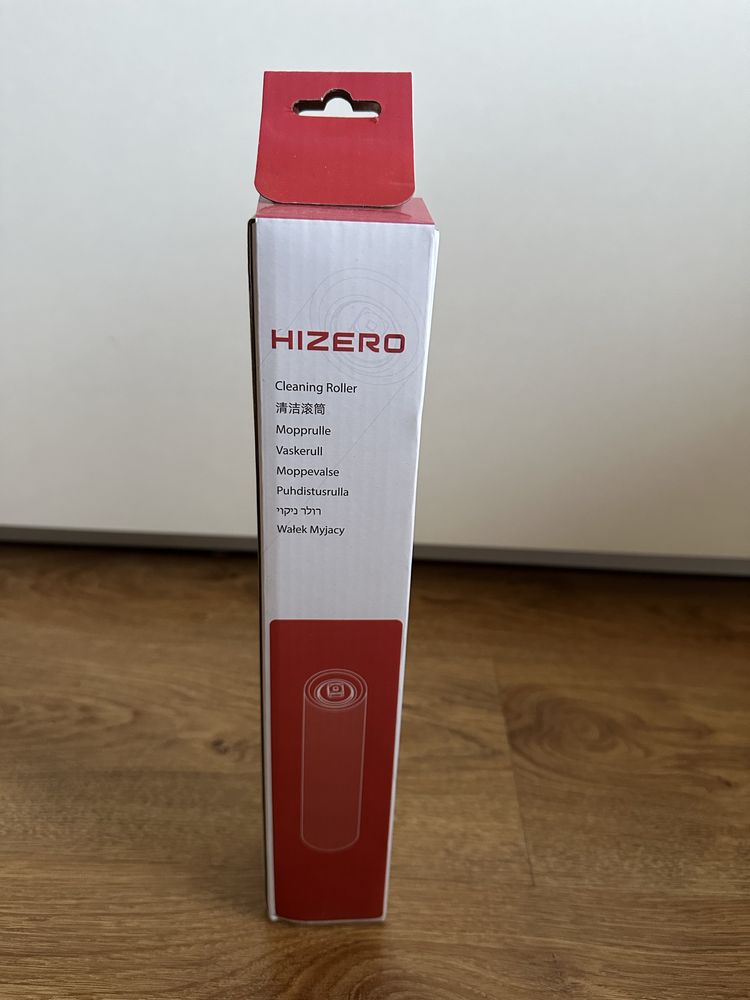 HIZERO
Cleaning Roller
清洁滚筒
Mopprulle
Vaskerull
Moppevalse
Puhdistusrulla
רולר ניקוי
Wałek Myjacy